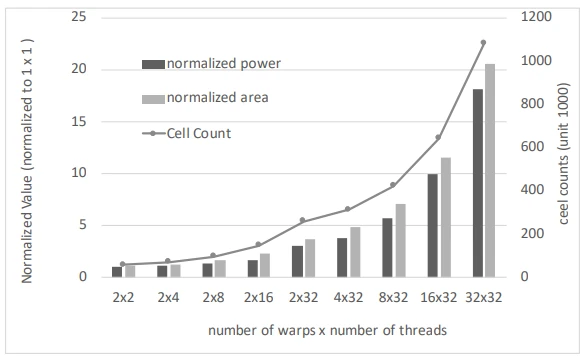 25
20
15
10
5
0
1200
1000
800
600
400
200
0
Normalized Value (normalized to 1 x 1 )
ceel counts (unit 1000)
normalized power
normalized area
Cell Count
2x2 2x4 2x8 2x16 2x32 4x32 8x32 16x32 32x32
number of warps x number of threads